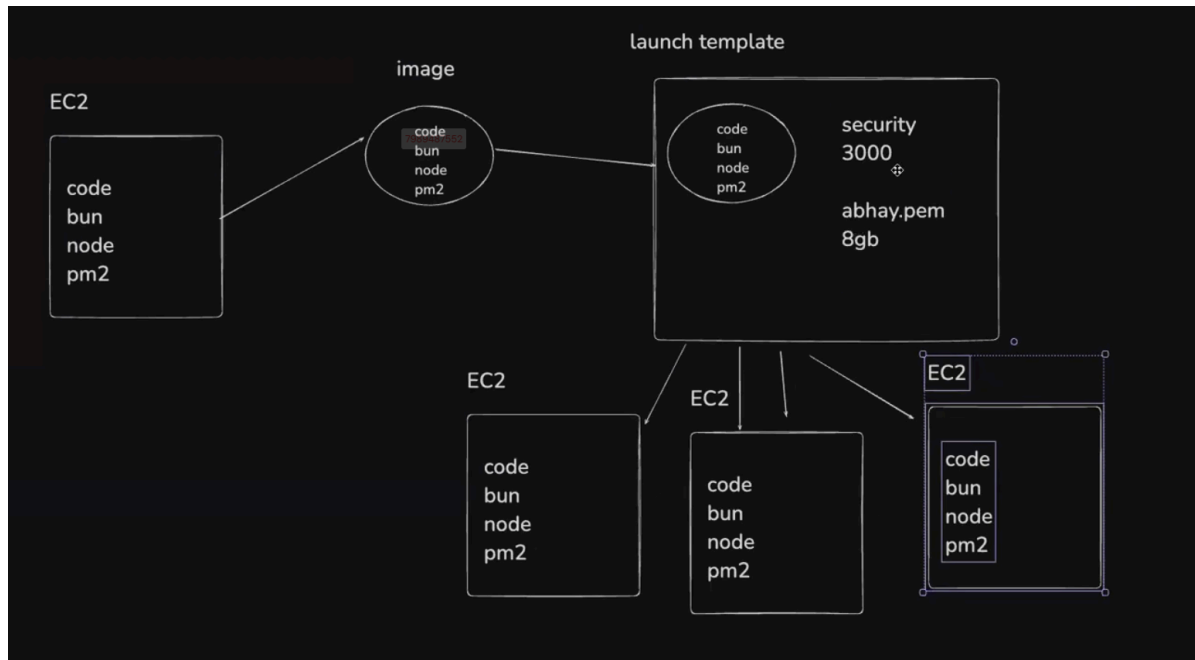 launch template
image
EC2
code
bun
node
pm2
code
bun
node
pm2
code
bun
node
pm2
security
3000
abhay.pem
8gb
EC2
code
bun
node
pm2
EC2
code
bun
node
pm2
EC2
code
bun
node
pm2